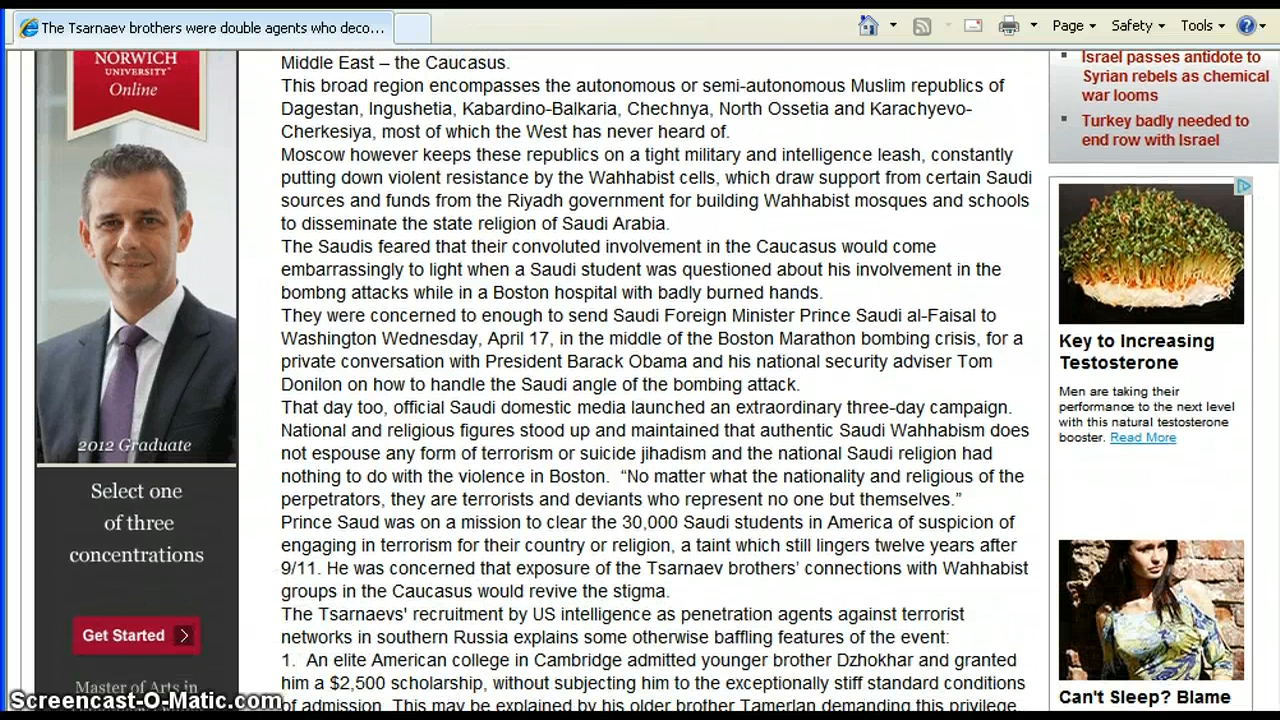 The Tsarnaev brothers were double agents who deco...
Page
Safety
Tools
NORWICH
UNIVERSITY™
Online
2012 Graduate
Select one
of three
concentrations
Get Started
Master of Arts in
Middle East – the Caucasus.
This broad region encompasses the autonomous or semi-autonomous Muslim republics of
Dagestan, Ingushetia, Kabardino-Balkaria, Chechnya, North Ossetia and Karachyevo-
Cherkesiya, most of which the West has never heard of.
Moscow however keeps these republics on a tight military and intelligence leash, constantly
putting down violent resistance by the Wahhabist cells, which draw support from certain Saudi
sources and funds from the Riyadh government for building Wahhabist mosques and schools
to disseminate the state religion of Saudi Arabia.
The Saudis feared that their convoluted involvement in the Caucasus would come
embarrassingly to light when a Saudi student was questioned about his involvement in the
bombng attacks while in a Boston hospital with badly burned hands.
They were concerned to enough to send Saudi Foreign Minister Prince Saudi al-Faisal to
Washington Wednesday, April 17, in the middle of the Boston Marathon bombing crisis, for a
private conversation with President Barack Obama and his national security adviser Tom
Donilon on how to handle the Saudi angle of the bombing attack.
That day too, official Saudi domestic media launched an extraordinary three-day campaign.
National and religious figures stood up and maintained that authentic Saudi Wahhabism does
not espouse any form of terrorism or suicide jihadism and the national Saudi religion had
nothing to do with the violence in Boston.  “No matter what the nationality and religious of the
perpetrators, they are terrorists and deviants who represent no one but themselves.”
Prince Saud was on a mission to clear the 30,000 Saudi students in America of suspicion of
engaging in terrorism for their country or religion, a taint which still lingers twelve years after
9/11. He was concerned that exposure of the Tsarnaev brothers’ connections with Wahhabist
groups in the Caucasus would revive the stigma.
The Tsarnaevs' recruitment by US intelligence as penetration agents against terrorist
networks in southern Russia explains some otherwise baffling features of the event:
1.  An elite American college in Cambridge admitted younger brother Dzhokhar and granted
him a $2,500 scholarship, without subjecting him to the exceptionally stiff standard conditions
of admission. This may be explained by his older brother Tamerlan demanding this privilege
Israel passes antidote to
Syrian rebels as chemical
war looms
Turkey badly needed to
end row with Israel
Key to Increasing
Testosterone
Men are taking their
performance to the next level
with this natural testosterone
booster. Read More
Can't Sleep? Blame
Screencast-O-Matic.com